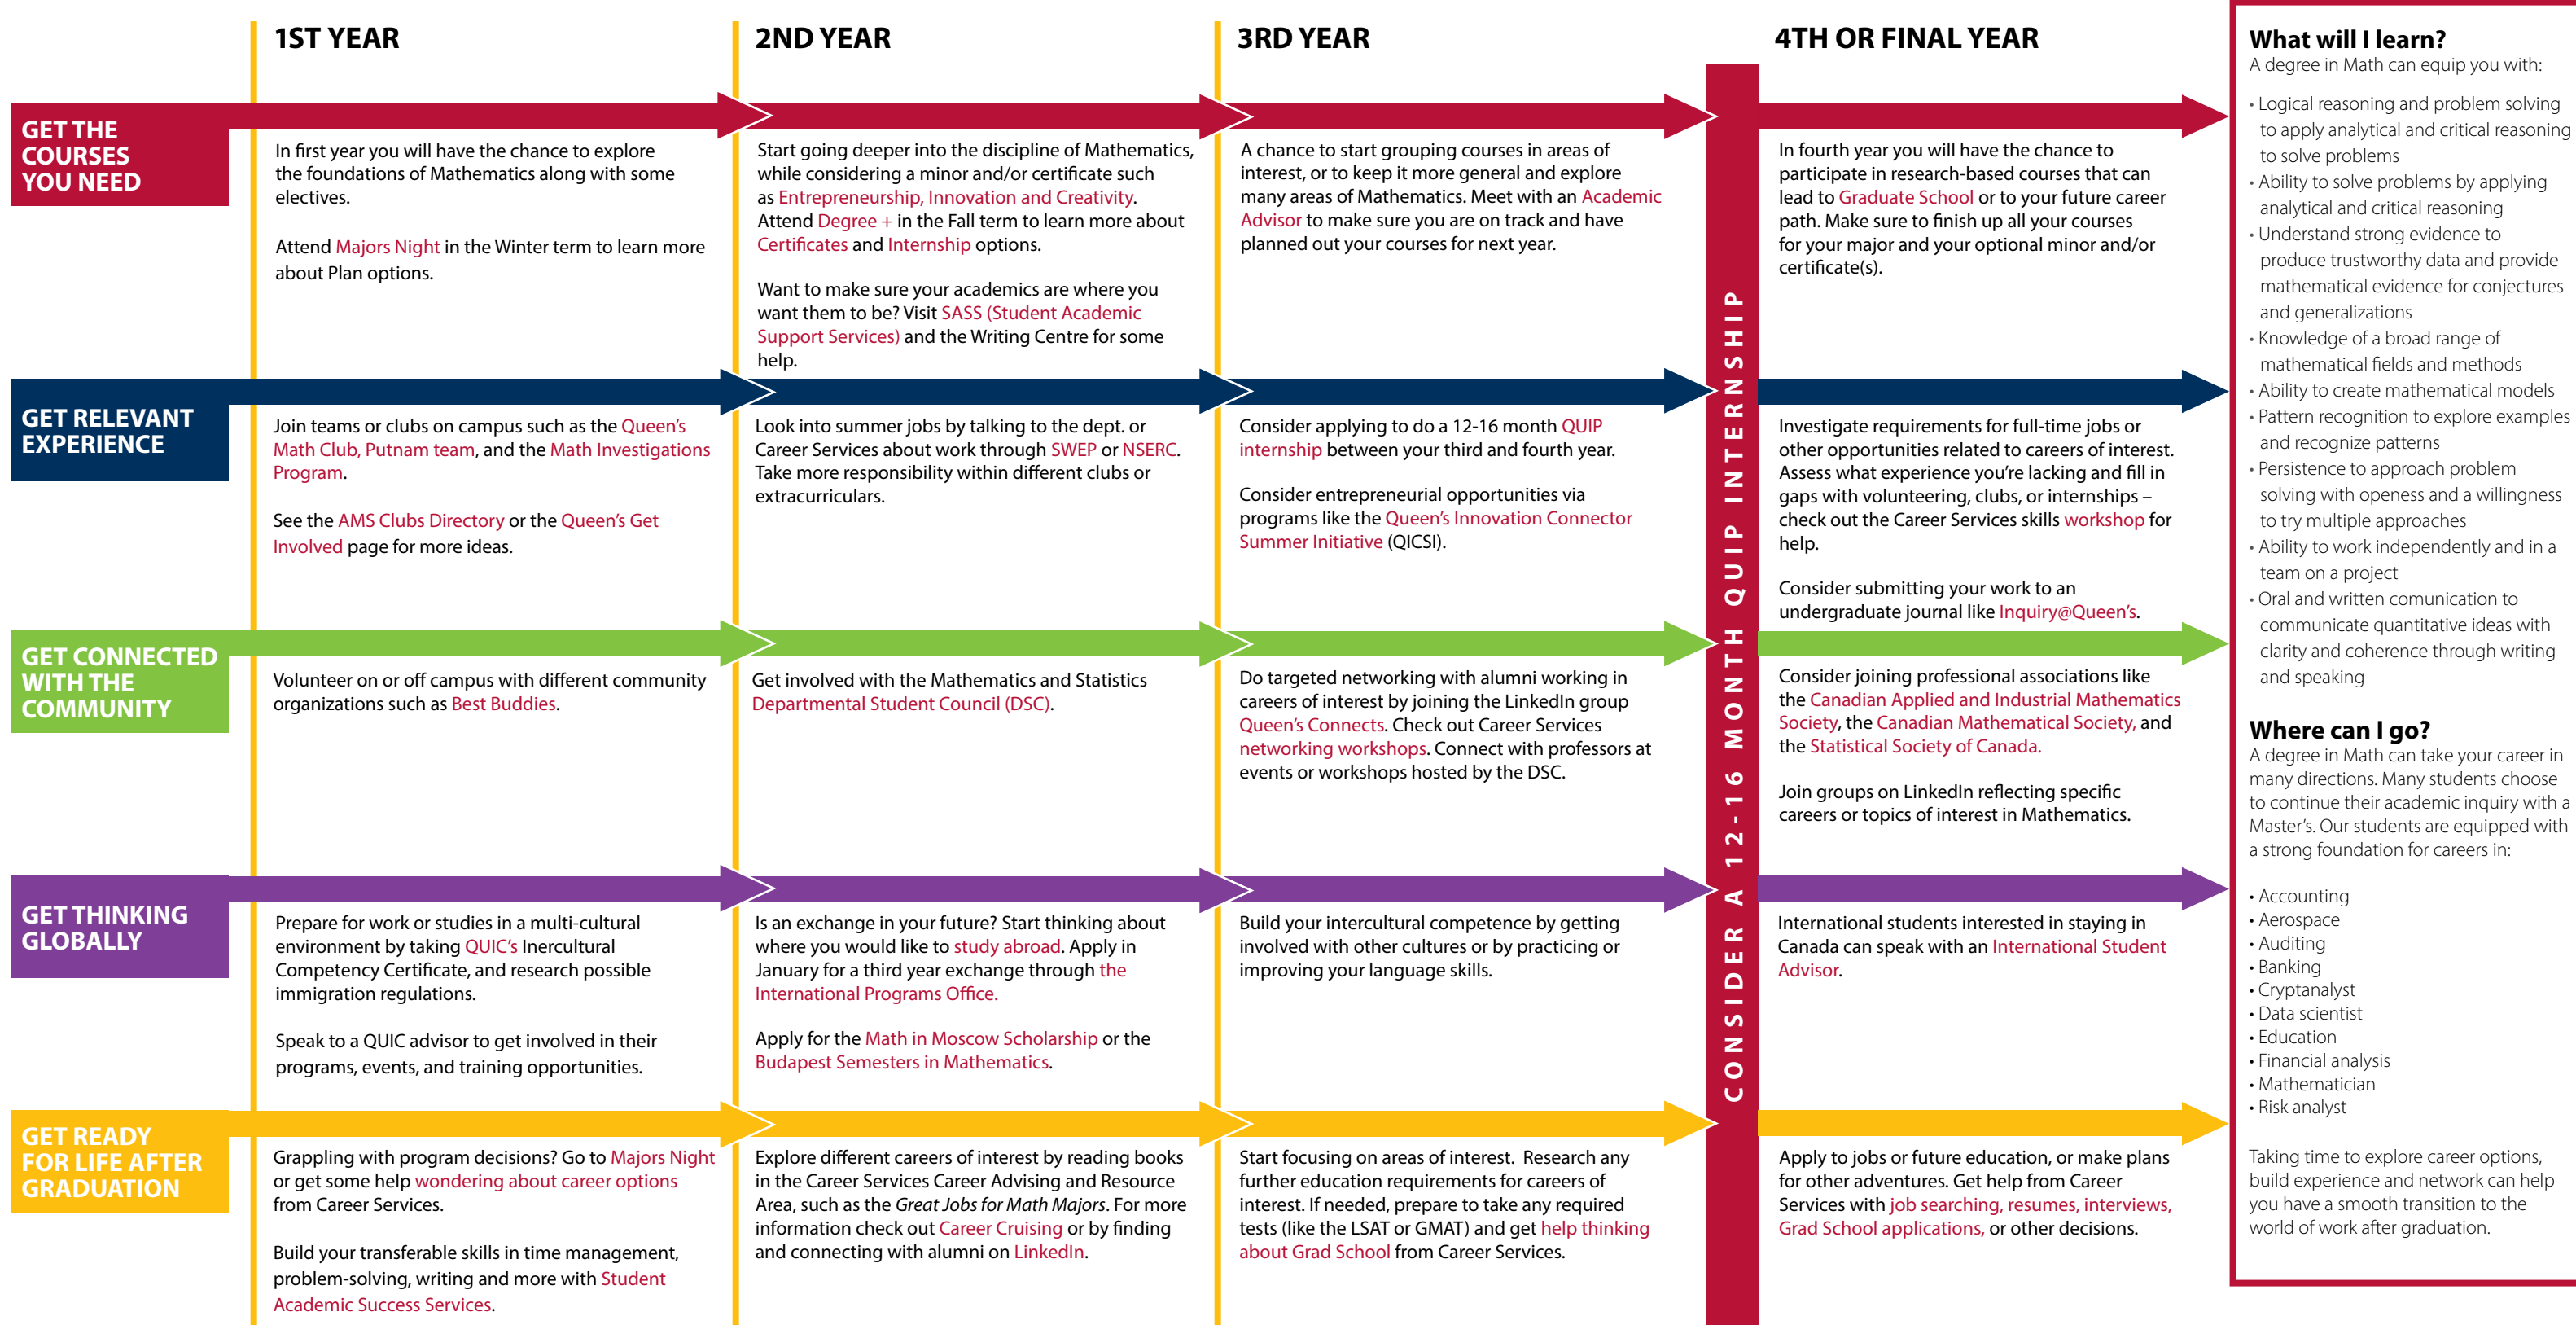 1ST YEAR
2ND YEAR
3RD YEAR
4TH OR FINAL YEAR
GET THE
COURSES
YOU NEED
In first year you will have the chance to explore
the foundations of Mathematics along with some
electives.
Attend Majors Night in the Winter term to learn more
about Plan options.
Start going deeper into the discipline of Mathematics,
while considering a minor and/or certificate such
as Entrepreneurship, Innovation and Creativity.
Attend Degree + in the Fall term to learn more about
Certificates and Internship options.
Want to make sure your academics are where you
want them to be? Visit SASS (Student Academic
Support Services) and the Writing Centre for some
help.
A chance to start grouping courses in areas of
interest, or to keep it more general and explore
many areas of Mathematics. Meet with an Academic
Advisor to make sure you are on track and have
planned out your courses for next year.
In fourth year you will have the chance to
participate in research-based courses that can
lead to Graduate School or to your future career
path. Make sure to finish up all your courses
for your major and your optional minor and/or
certificate(s).
GET RELEVANT
EXPERIENCE
Join teams or clubs on campus such as the Queen’s
Math Club, Putnam team, and the Math Investigations
Program.
See the AMS Clubs Directory or the Queen’s Get
Involved page for more ideas.
Look into summer jobs by talking to the dept. or
Career Services about work through SWEP or NSERC.
Take more responsibility within different clubs or
extracurriculars.
Consider applying to do a 12-16 month QUIP
internship between your third and fourth year.
Consider entrepreneurial opportunities via
programs like the Queen’s Innovation Connector
Summer Initiative (QICSI).
Investigate requirements for full-time jobs or
other opportunities related to careers of interest.
Assess what experience you’re lacking and fill in
gaps with volunteering, clubs, or internships –
check out the Career Services skills workshop for
help.
Consider submitting your work to an
undergraduate journal like Inquiry@Queen’s.
GET CONNECTED
WITH THE
COMMUNITY
Volunteer on or off campus with different community
organizations such as Best Buddies.
Get involved with the Mathematics and Statistics
Departmental Student Council (DSC).
Do targeted networking with alumni working in
careers of interest by joining the LinkedIn group
Queen’s Connects. Check out Career Services
networking workshops. Connect with professors at
events or workshops hosted by the DSC.
Consider joining professional associations like
the Canadian Applied and Industrial Mathematics
Society, the Canadian Mathematical Society, and
the Statistical Society of Canada.
Join groups on LinkedIn reflecting specific
careers or topics of interest in Mathematics.
GET THINKING
GLOBALLY
Prepare for work or studies in a multi-cultural
environment by taking QUIC’s Inercultural
Competency Certificate, and research possible
immigration regulations.
Speak to a QUIC advisor to get involved in their
programs, events, and training opportunities.
Is an exchange in your future? Start thinking about
where you would like to study abroad. Apply in
January for a third year exchange through the
International Programs Office.
Apply for the Math in Moscow Scholarship or the
Budapest Semesters in Mathematics.
Build your intercultural competence by getting
involved with other cultures or by practicing or
improving your language skills.
International students interested in staying in
Canada can speak with an International Student
Advisor.
GET READY
FOR LIFE AFTER
GRADUATION
Grappling with program decisions? Go to Majors Night
or get some help wondering about career options
from Career Services.
Build your transferable skills in time management,
problem-solving, writing and more with Student
Academic Success Services.
Explore different careers of interest by reading books
in the Career Services Career Advising and Resource
Area, such as the Great Jobs for Math Majors. For more
information check out Career Cruising or by finding
and connecting with alumni on LinkedIn.
Start focusing on areas of interest.  Research any
further education requirements for careers of
interest. If needed, prepare to take any required
tests (like the LSAT or GMAT) and get help thinking
about Grad School from Career Services.
Apply to jobs or future education, or make plans
for other adventures. Get help from Career
Services with job searching, resumes, interviews,
Grad School applications, or other decisions.
CONSIDER A 12-16 MONTH QUIP INTERNSHIP
What will I learn?
A degree in Math can equip you with:
• Logical reasoning and problem solving
to apply analytical and critical reasoning
to solve problems
• Ability to solve problems by applying
analytical and critical reasoning
• Understand strong evidence to
produce trustworthy data and provide
mathematical evidence for conjectures
and generalizations
• Knowledge of a broad range of
mathematical fields and methods
• Ability to create mathematical models
• Pattern recognition to explore examples
and recognize patterns
• Persistence to approach problem
solving with openess and a willingness
to try multiple approaches
• Ability to work independently and in a
team on a project
• Oral and written comunication to
communicate quantitative ideas with
clarity and coherence through writing
and speaking
Where can I go?
A degree in Math can take your career in
many directions. Many students choose
to continue their academic inquiry with a
Master’s. Our students are equipped with
a strong foundation for careers in:
• Accounting
• Aerospace
• Auditing
• Banking
• Cryptanalyst
• Data scientist
• Education
• Financial analysis
• Mathematician
• Risk analyst
Taking time to explore career options,
build experience and network can help
you have a smooth transition to the
world of work after graduation.